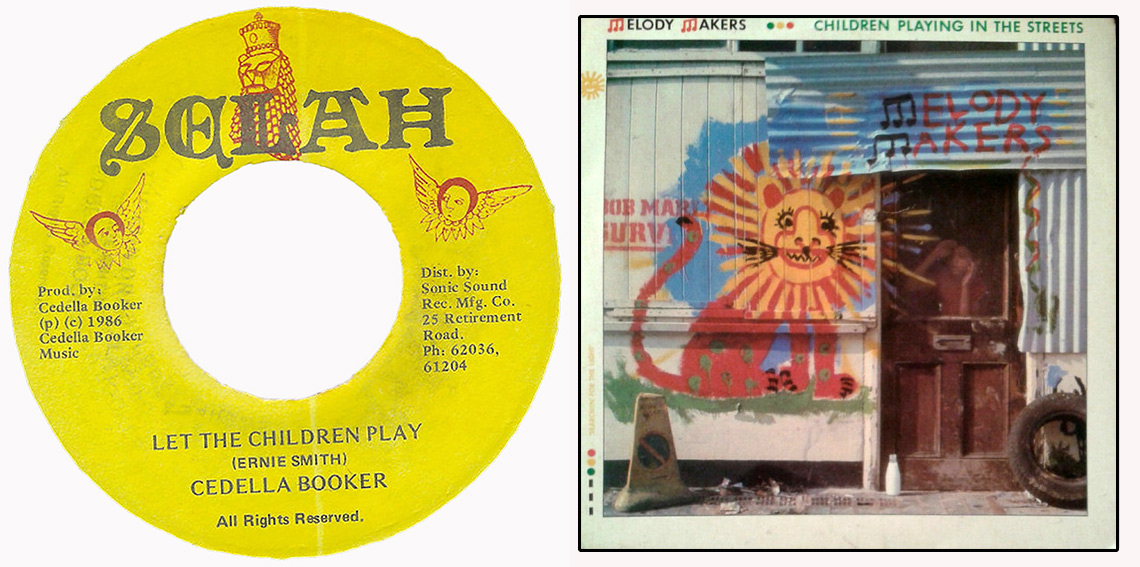 SELAH
Prod. by:
Cedella Booker
(p) (c) 1986
Cedella Booker
Music
Dist. by:
Sonic Sound
Rec. Mfg. Co.
25 Retirement
Road.
Ph: 62036,
61204
LET THE CHILDREN PLAY
(ERNIE SMITH)
CEDELLA BOOKER
All Rights Reserved.
MELODY MAKERS
CHILDREN PLAYING IN THE STREETS
MELODY
MAKERS
BOB MAR
SURV